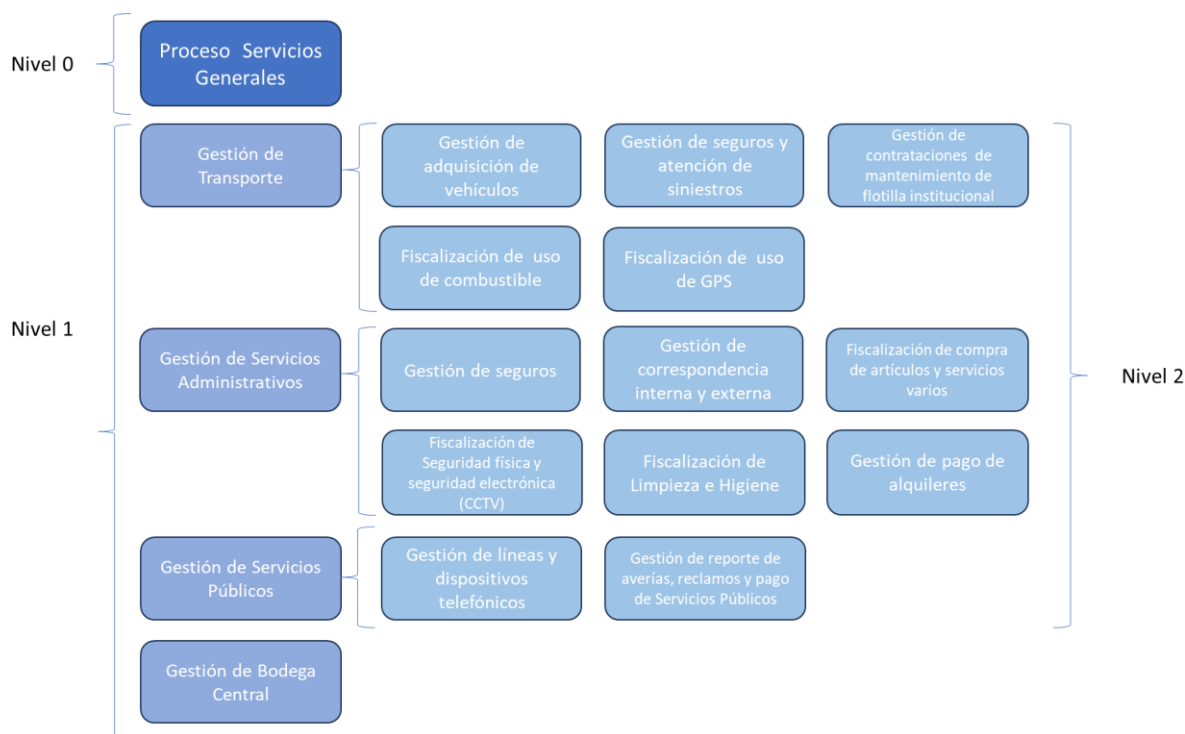 Nivel 0
Proceso Servicios
Generales
Nivel 1
Gestión de
Transporte
Gestión de
adquisición de
vehículos
Gestión de seguros y
atención de
siniestros
Gestión de
contrataciones de
mantenimiento de
flotilla institucional
Fiscalización de uso
de combustible
Fiscalización de uso
de GPS
Gestión de Servicios
Administrativos
Gestión de seguros
Gestión de
correspondencia
interna y externa
Fiscalización de compra
de artículos y servicios
varios
Fiscalización de
Seguridad física y
seguridad electrónica
(CCTV)
Fiscalización de
Limpieza e Higiene
Gestión de pago de
alquileres
Nivel 2
Gestión de Servicios
Públicos
Gestión de líneas y
dispositivos
telefónicos
Gestión de reporte de
averías, reclamos y pago
de Servicios Públicos
Gestión de Bodega
Central